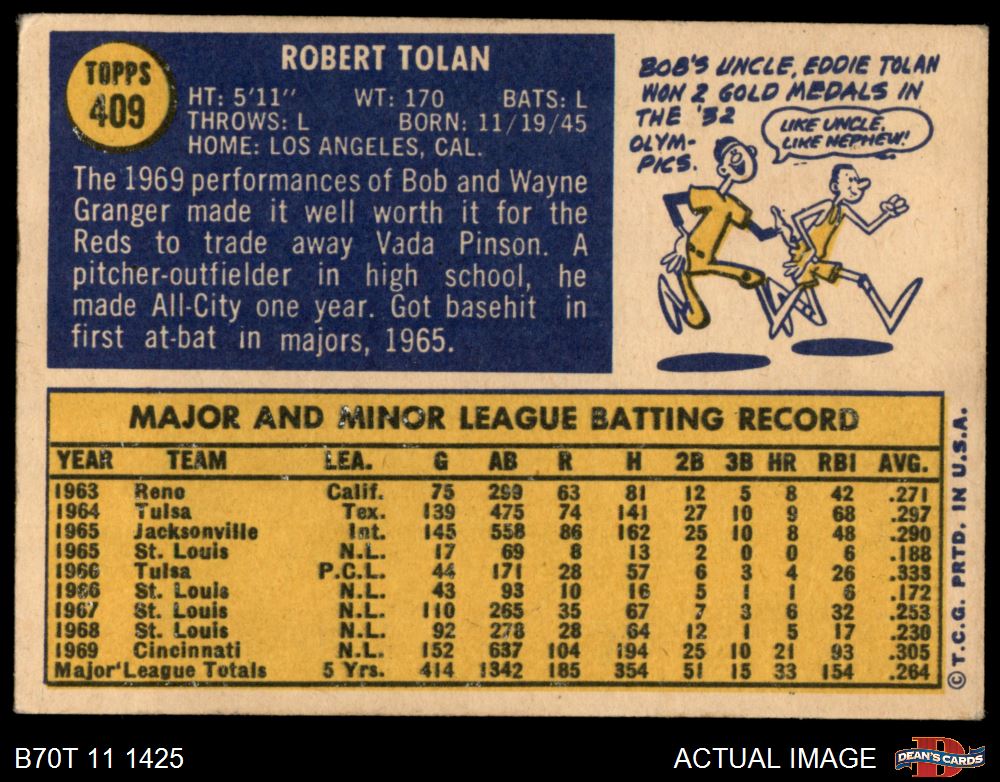 TOPPS
409
ROBERT TOLAN
HT: 5'11" WT: 170 BATS: L
THROWS: L BORN: 11/19/45
HOME: LOS ANGELES, CAL.
The 1969 performances of Bob and Wayne
Granger made it well worth it for the
Reds to trade away Vada Pinson. A
pitcher-outfielder in high school, he
made All-City one year. Got basehit in
first at-bat in majors, 1965.
BOB'S UNCLE, EDDIE TOLAN
WON 2 GOLD MEDALS IN
THE '32
OLYM-
PICS.
LIKE UNCLE,
LIKE NEPHEW!
MAJOR AND MINOR LEAGUE BATTING RECORD
YEAR TEAM LEA. G AB R H 2B 3B HR RBI AVG.
1963 Reno Calif. 75 299 63 81 12 5 8 42 .271
1964 Tulsa Tex. 139 475 74 141 27 10 9 68 .297
1965 Jacksonville Int. 145 558 86 162 25 10 8 48 .290
1965 St. Louis N.L. 17 69 8 13 2 0 0 6 .188
1966 Tulsa P.C.L. 44 171 28 57 6 3 4 26 .333
1966 St. Louis N.L. 43 93 10 16 5 1 1 6 .172
1967 St. Louis N.L. 110 265 35 67 7 3 6 32 .253
1968 St. Louis N.L. 92 278 28 64 12 1 5 17 .230
1969 Cincinnati N.L. 152 637 104 194 25 10 21 93 .305
Major League Totals 5 Yrs. 414 1342 185 354 51 15 33 154 .264
© T.C.G. PRTD. IN U.S.A.
B70T 11 1425
ACTUAL IMAGE
D
DEAN'S CARDS